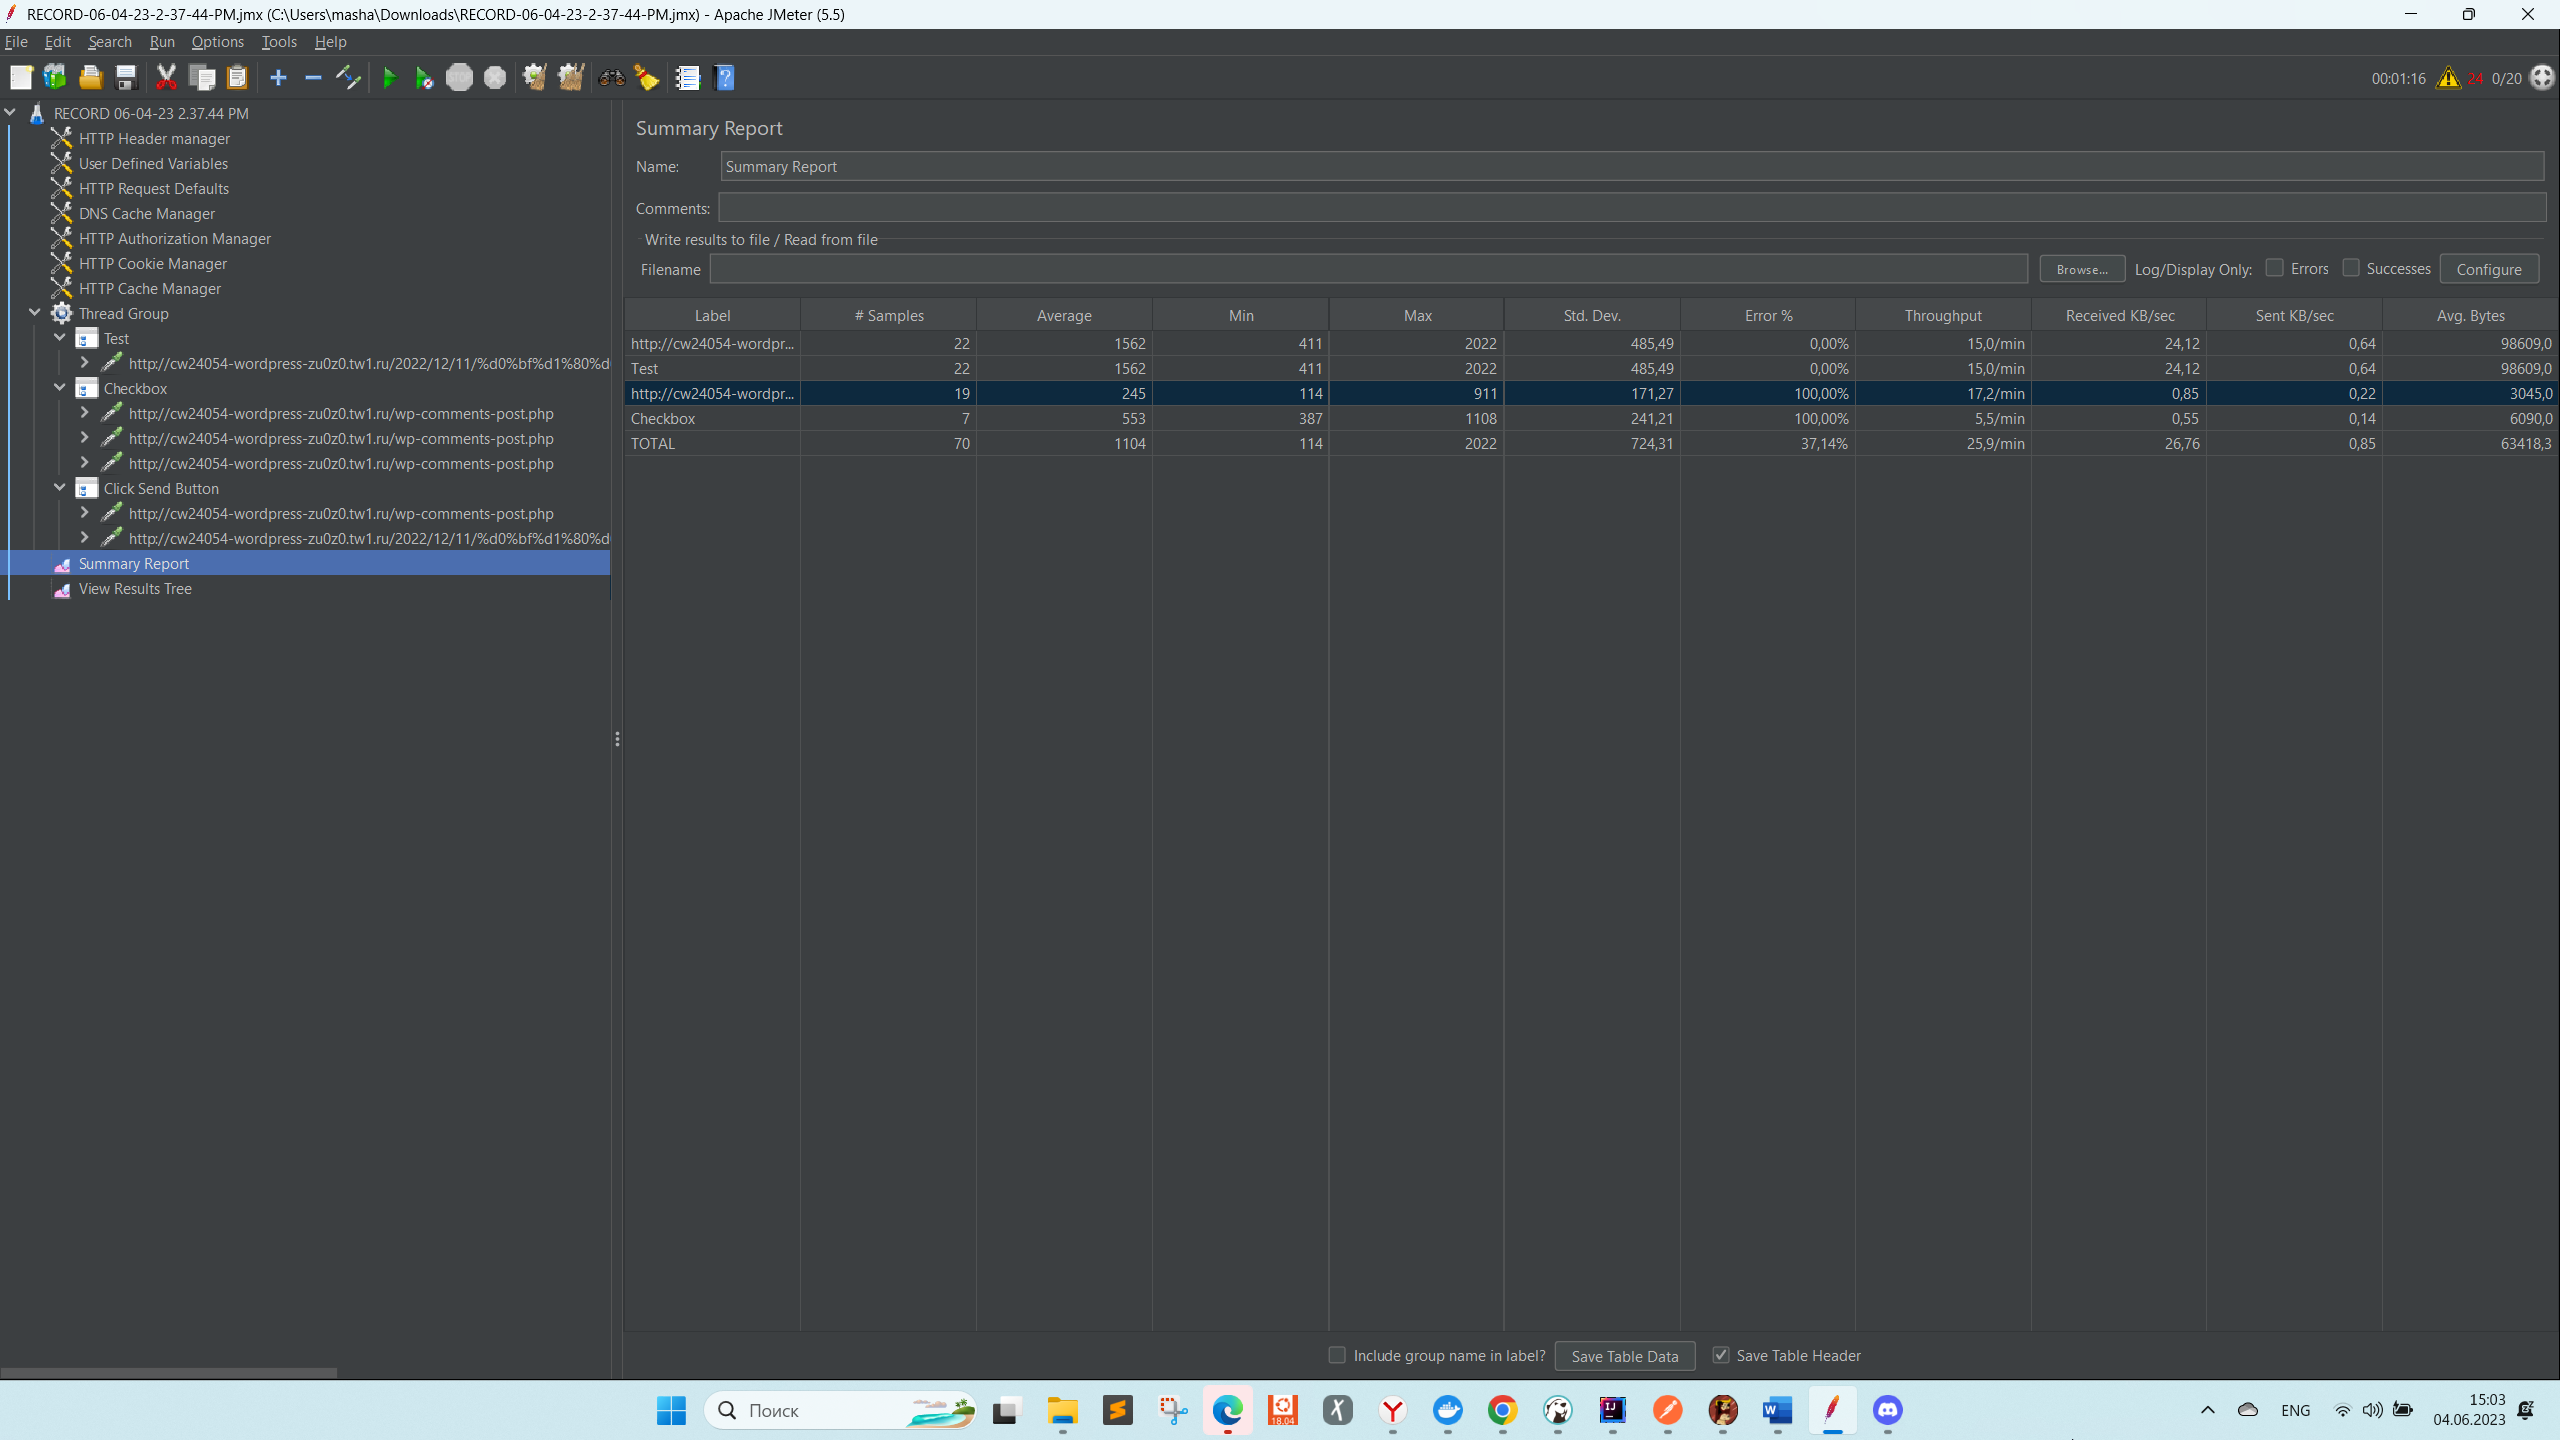 RECORD-06-04-23-2-37-44-PM.jmx (C:\Users\masha\Downloads\RECORD-06-04-23-2-37-44-PM.jmx) - Apache JMeter (5.5)
File Edit Search Run Options Tools Help
STOP
00:01:16 24 0/20
RECORD 06-04-23 2.37.44 PM
HTTP Header manager
User Defined Variables
HTTP Request Defaults
DNS Cache Manager
HTTP Authorization Manager
HTTP Cookie Manager
HTTP Cache Manager
Thread Group
Test
http://cw24054-wordpress-zu0z0.tw1.ru/2022/12/11/%d0%bf%d1%80%d
Checkbox
http://cw24054-wordpress-zu0z0.tw1.ru/wp-comments-post.php
http://cw24054-wordpress-zu0z0.tw1.ru/wp-comments-post.php
http://cw24054-wordpress-zu0z0.tw1.ru/wp-comments-post.php
Click Send Button
http://cw24054-wordpress-zu0z0.tw1.ru/wp-comments-post.php
http://cw24054-wordpress-zu0z0.tw1.ru/2022/12/11/%d0%bf%d1%80%d
Summary Report
View Results Tree
Summary Report
Name: Summary Report
Comments:
Write results to file / Read from file
Filename Browse... Log/Display Only: Errors Successes Configure
Label # Samples Average Min Max Std. Dev. Error % Throughput Received KB/sec Sent KB/sec Avg. Bytes
http://cw24054-wordpr... 22 1562 411 2022 485,49 0,00% 15,0/min 24,12 0,64 98609,0
Test 22 1562 411 2022 485,49 0,00% 15,0/min 24,12 0,64 98609,0
http://cw24054-wordpr... 19 245 114 911 171,27 100,00% 17,2/min 0,85 0,22 3045,0
Checkbox 7 553 387 1108 241,21 100,00% 5,5/min 0,55 0,14 6090,0
TOTAL 70 1104 114 2022 724,31 37,14% 25,9/min 26,76 0,85 63418,3
Include group name in label? Save Table Data Save Table Header
Поиск
18.04
ENG
15:03
04.06.2023